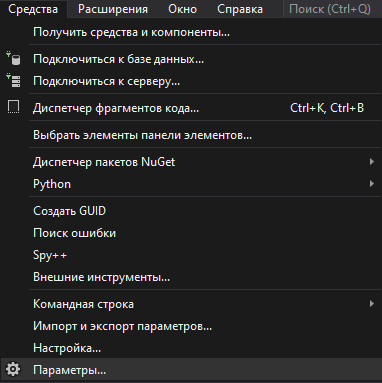 Средства Расширения Окно Справка Поиск (Ctrl+Q)
Получить средства и компоненты...
Подключиться к базе данных...
Подключиться к серверу...
Диспетчер фрагментов кода... Ctrl+K, Ctrl+B
Выбрать элементы панели элементов...
Диспетчер пакетов NuGet
Python
Создать GUID
Поиск ошибки
Spy++
Внешние инструменты...
Командная строка
Импорт и экспорт параметров...
Настройка...
Параметры...